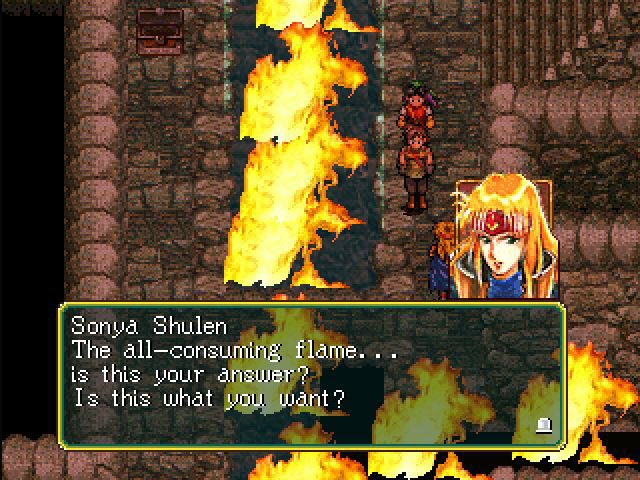 Sonya Shulen
The all-consuming flame...
is this your answer?
Is this what you want?